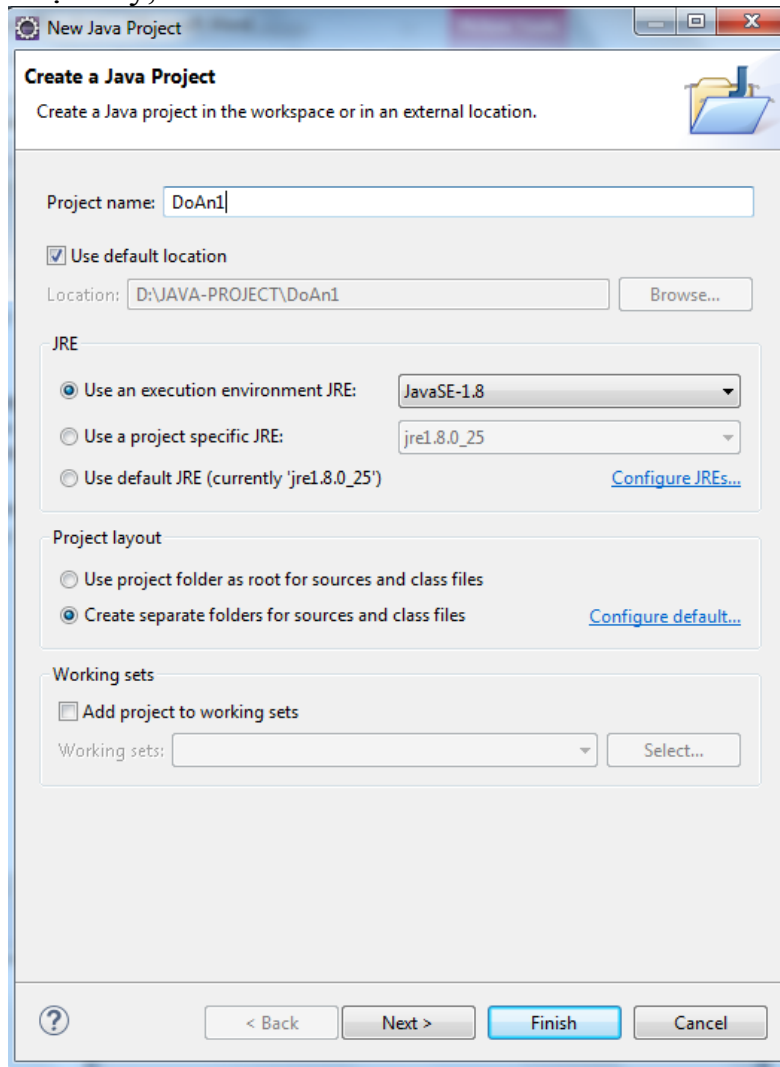 New Java Project
Create a Java Project
Create a Java project in the workspace or in an external location.
Project name: DoAn1
Use default location
Location: D:\JAVA-PROJECT\DoAn1 Browse...
JRE
Use an execution environment JRE: JavaSE-1.8
Use a project specific JRE: jre1.8.0_25
Use default JRE (currently 'jre1.8.0_25') Configure JREs...
Project layout
Use project folder as root for sources and class files
Create separate folders for sources and class files Configure default...
Working sets
Add project to working sets
Working sets: Select...
? < Back Next > Finish Cancel